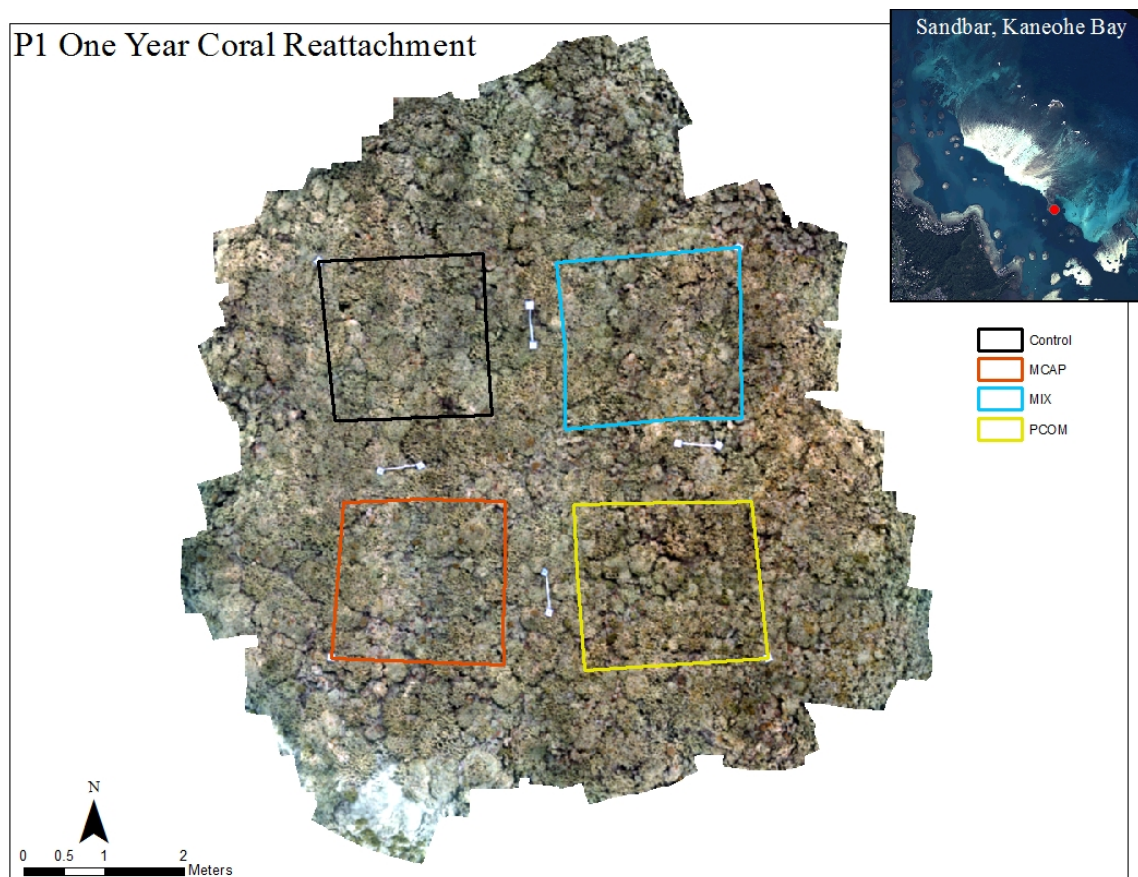 P1 One Year Coral Reattachment
Sandbar, Kaneohe Bay
Control
MCAP
MIX
PCOM
N
0 0.5 1 2
Meters